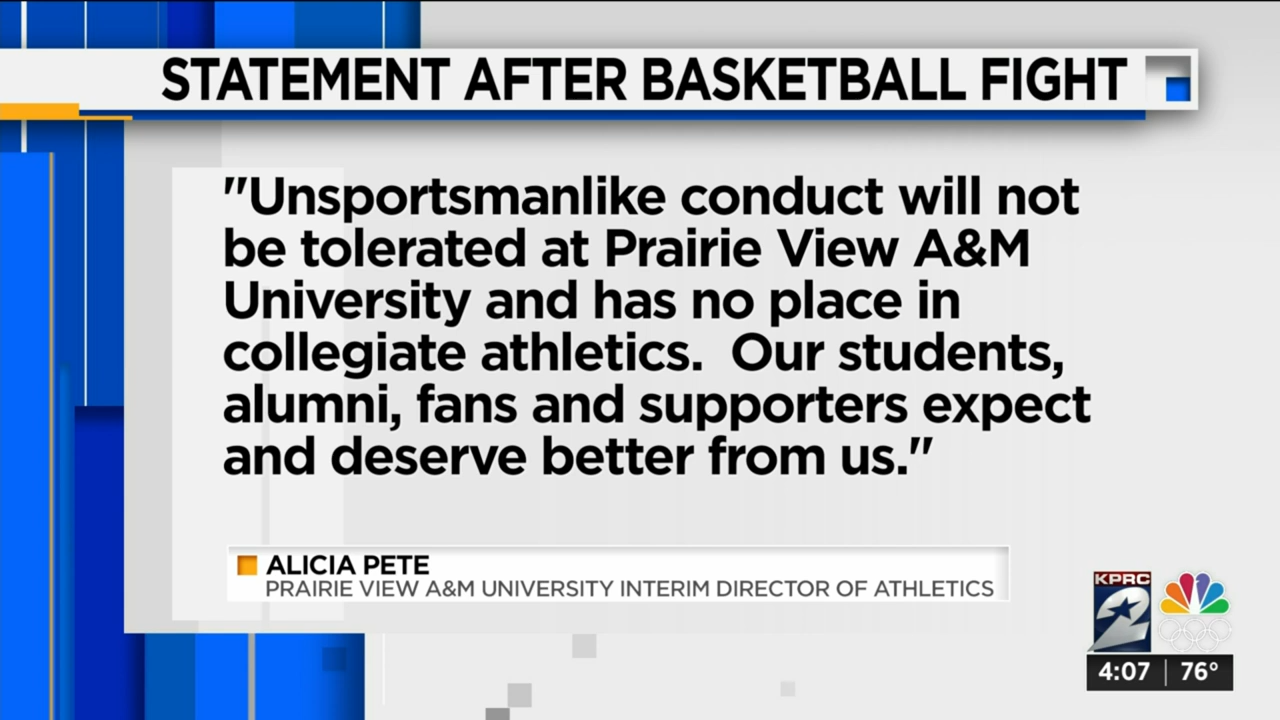 STATEMENT AFTER BASKETBALL FIGHT
"Unsportsmanlike conduct will not
be tolerated at Prairie View A&M
University and has no place in
collegiate athletics.  Our students,
alumni, fans and supporters expect
and deserve better from us."
ALICIA PETE
PRAIRIE VIEW A&M UNIVERSITY INTERIM DIRECTOR OF ATHLETICS
KPRC
2
4:07 | 76°